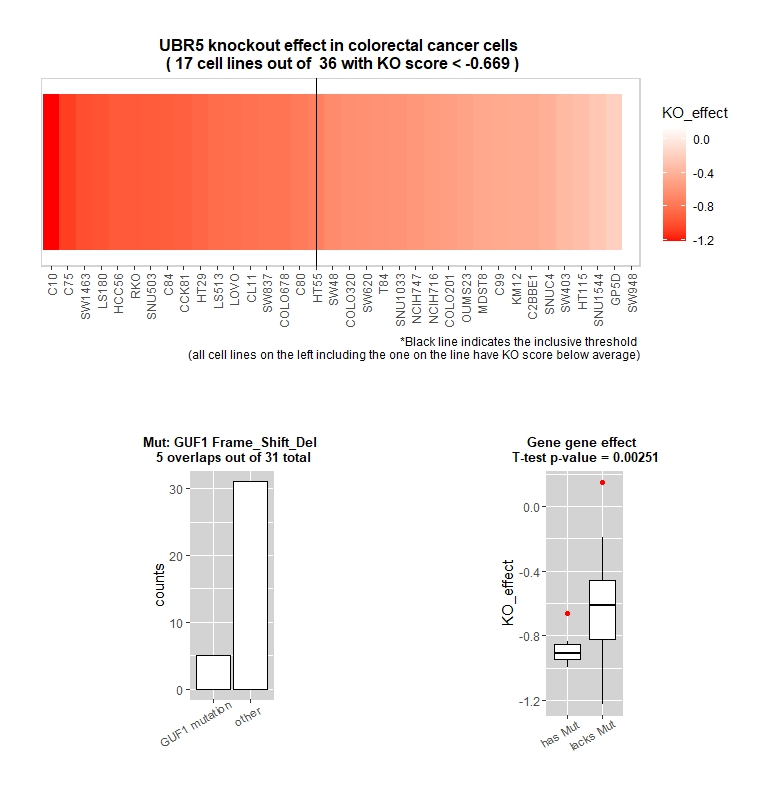 UBR5 knockout effect in colorectal cancer cells
( 17 cell lines out of 36 with KO score < -0.669 )
KO_effect
0.0
-0.4
-0.8
-1.2
C10
C75
SW1463
LS180
HCC56
RKO
SNU503
C84
CCK81
HT29
LS513
LOVO
CL11
SW837
COLO678
C80
HT55
SW48
COLO320
SW620
T84
SNU1033
NCIH747
NCIH716
COLO201
OUMS23
MDST8
C99
KM12
C2BBE1
SNUC4
SW403
HT115
SNU1544
GP5D
SW948
*Black line indicates the inclusive threshold
(all cell lines on the left including the one on the line have KO score below average)
Mut: GUF1 Frame_Shift_Del
5 overlaps out of 31 total
counts
30
20
10
0
GUF1 mutation
other
Gene gene effect
T-test p-value = 0.00251
KO_effect
0.0
-0.4
-0.8
-1.2
has Mut
lacks Mut